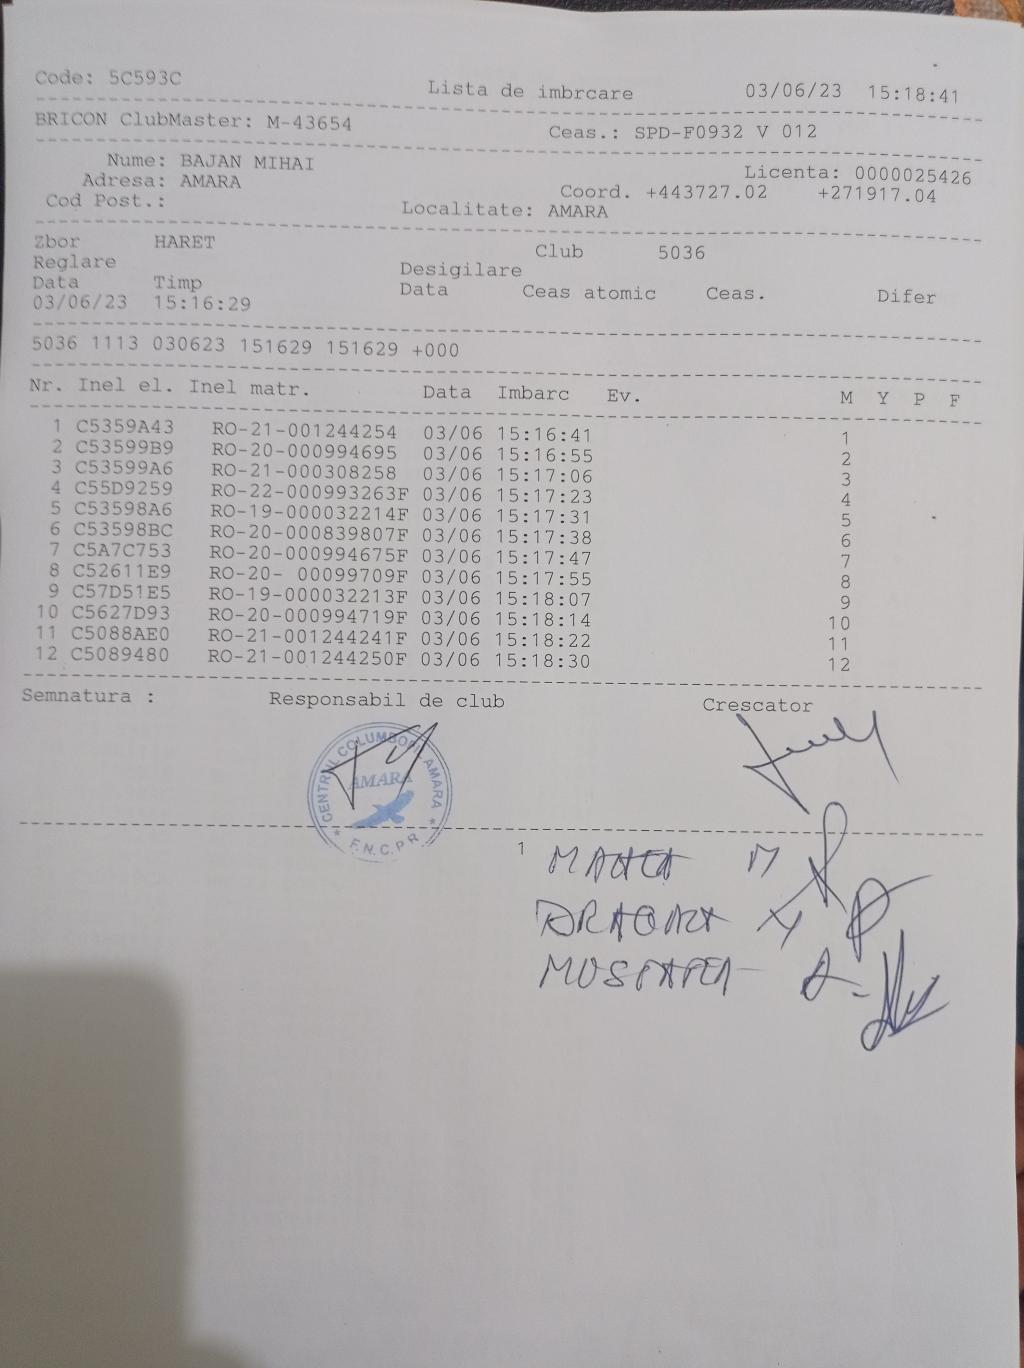 Code: 5C593C Lista de imbrcare 03/06/23 15:18:41
BRICON ClubMaster: M-43654 Ceas.: SPD-F0932 V 012
Nume: BAJAN MIHAI Licenta: 0000025426
Adresa: AMARA Coord. +443727.02 +271917.04
Cod Post.: Localitate: AMARA
Zbor HARET Club 5036
Reglare Desigilare
Data Timp Data Ceas atomic Ceas. Difer
03/06/23 15:16:29
5036 1113 030623 151629 151629 +000
Nr. Inel el. Inel matr. Data Imbarc Ev. M Y P F
1 C5359A43 RO-21-001244254 03/06 15:16:41 1
2 C53599B9 RO-20-000994695 03/06 15:16:55 2
3 C53599A6 RO-21-000308258 03/06 15:17:06 3
4 C55D9259 RO-22-000993263F 03/06 15:17:23 4
5 C53598A6 RO-19-000032214F 03/06 15:17:31 5
6 C53598BC RO-20-000839807F 03/06 15:17:38 6
7 C5A7C753 RO-20-000994675F 03/06 15:17:47 7
8 C52611E9 RO-20- 00099709F 03/06 15:17:55 8
9 C57D51E5 RO-19-000032213F 03/06 15:18:07 9
10 C5627D93 RO-20-000994719F 03/06 15:18:14 10
11 C5088AE0 RO-21-001244241F 03/06 15:18:22 11
12 C5089480 RO-21-001244250F 03/06 15:18:30 12
Semnatura : Responsabil de club Crescator
CENTRUL COLUMBOFIL AMARA
AMARA
* F.N.C.P.R *
1